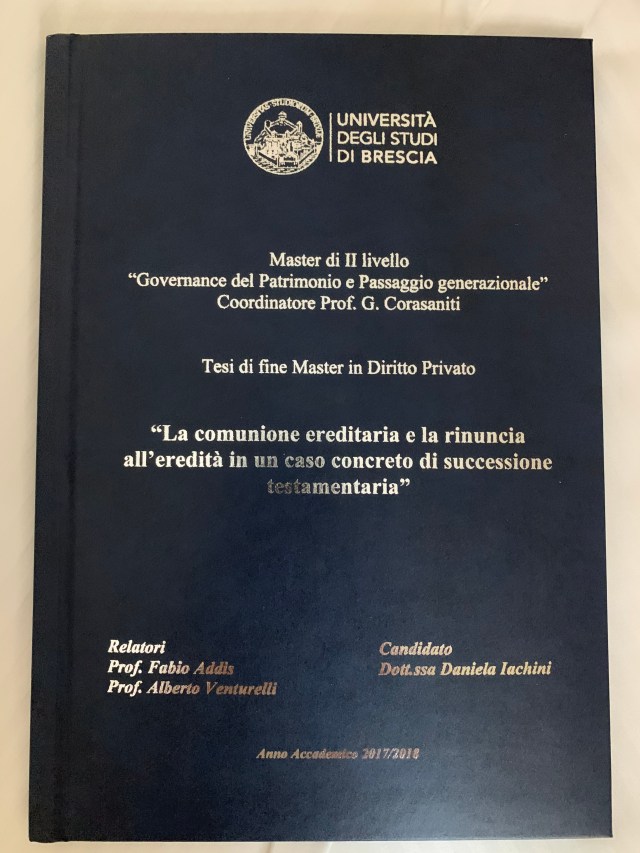 UNIVERSITÀ
DEGLI STUDI
DI BRESCIA
Master di II livello
“Governance del Patrimonio e Passaggio generazionale”
Coordinatore Prof. G. Corasaniti
Tesi di fine Master in Diritto Privato
“La comunione ereditaria e la rinuncia
all’eredità in un caso concreto di successione
testamentaria”
Relatori
Prof. Fabio Addis
Prof. Alberto Venturelli
Candidato
Dott.ssa Daniela Iachini
Anno Accademico 2017/2018